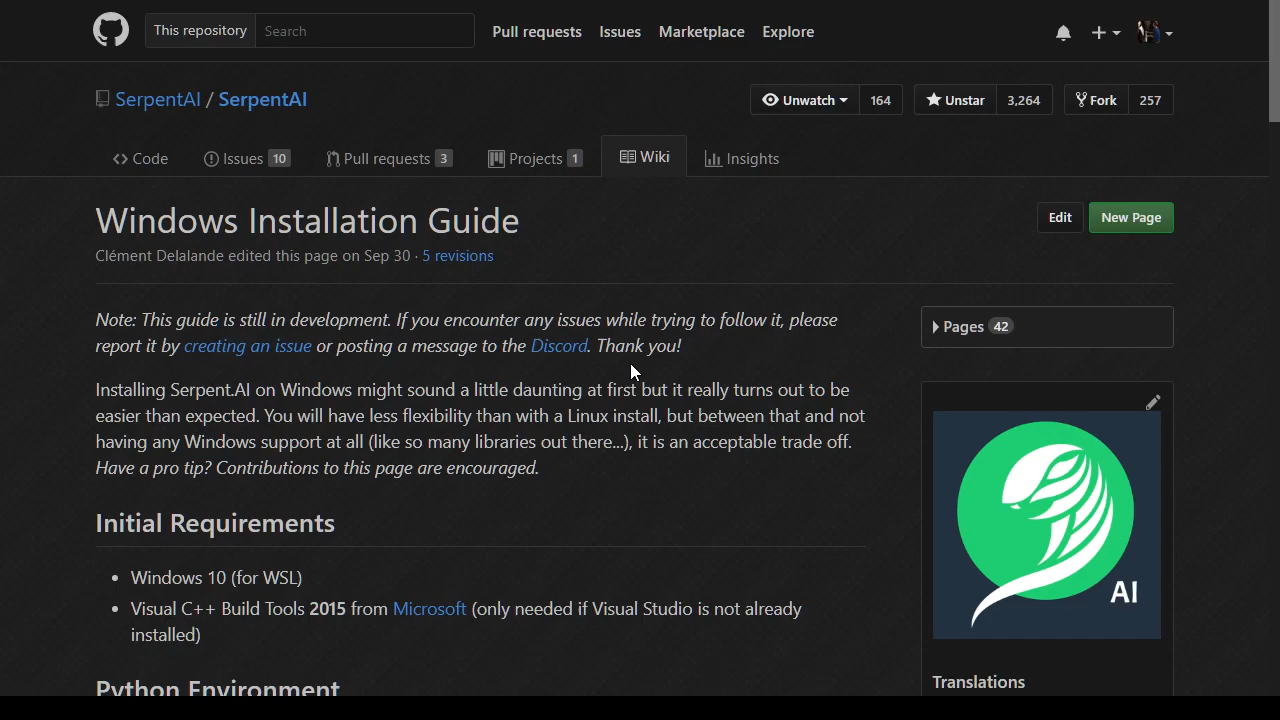 This repository Search Pull requests Issues Marketplace Explore
SerpentAI / SerpentAI Unwatch 164 Unstar 3,264 Fork 257
Code Issues 10 Pull requests 3 Projects 1 Wiki Insights
Windows Installation Guide Edit New Page
Clément Delalande edited this page on Sep 30 · 5 revisions
Note: This guide is still in development. If you encounter any issues while trying to follow it, please
report it by creating an issue or posting a message to the Discord. Thank you!
Pages 42
Installing Serpent.AI on Windows might sound a little daunting at first but it really turns out to be
easier than expected. You will have less flexibility than with a Linux install, but between that and not
having any Windows support at all (like so many libraries out there...), it is an acceptable trade off.
Have a pro tip? Contributions to this page are encouraged.
Initial Requirements
• Windows 10 (for WSL)
• Visual C++ Build Tools 2015 from Microsoft (only needed if Visual Studio is not already
installed)
AI
Translations
Python Environment